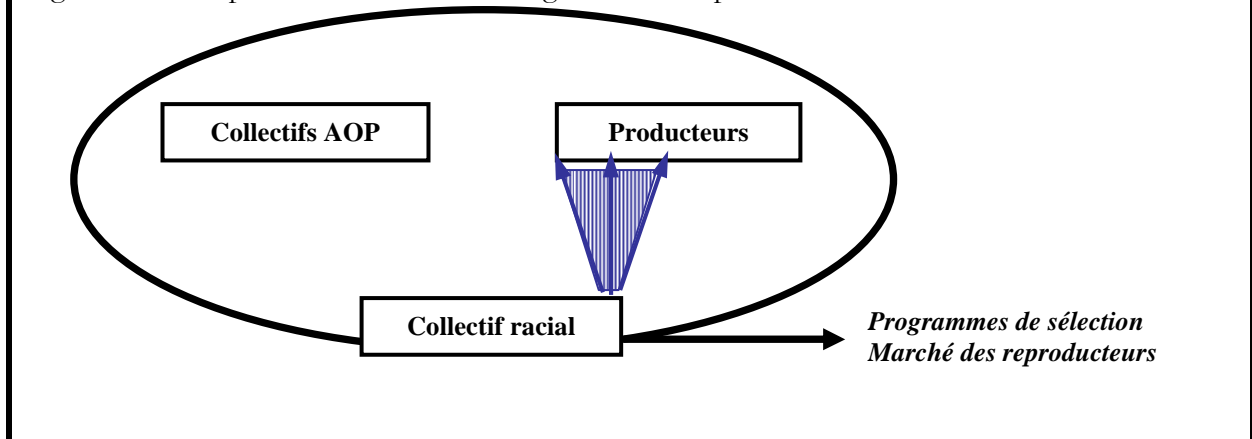 Collectifs AOP
Producteurs
Collectif racial
Programmes de sélection
Marché des reproducteurs